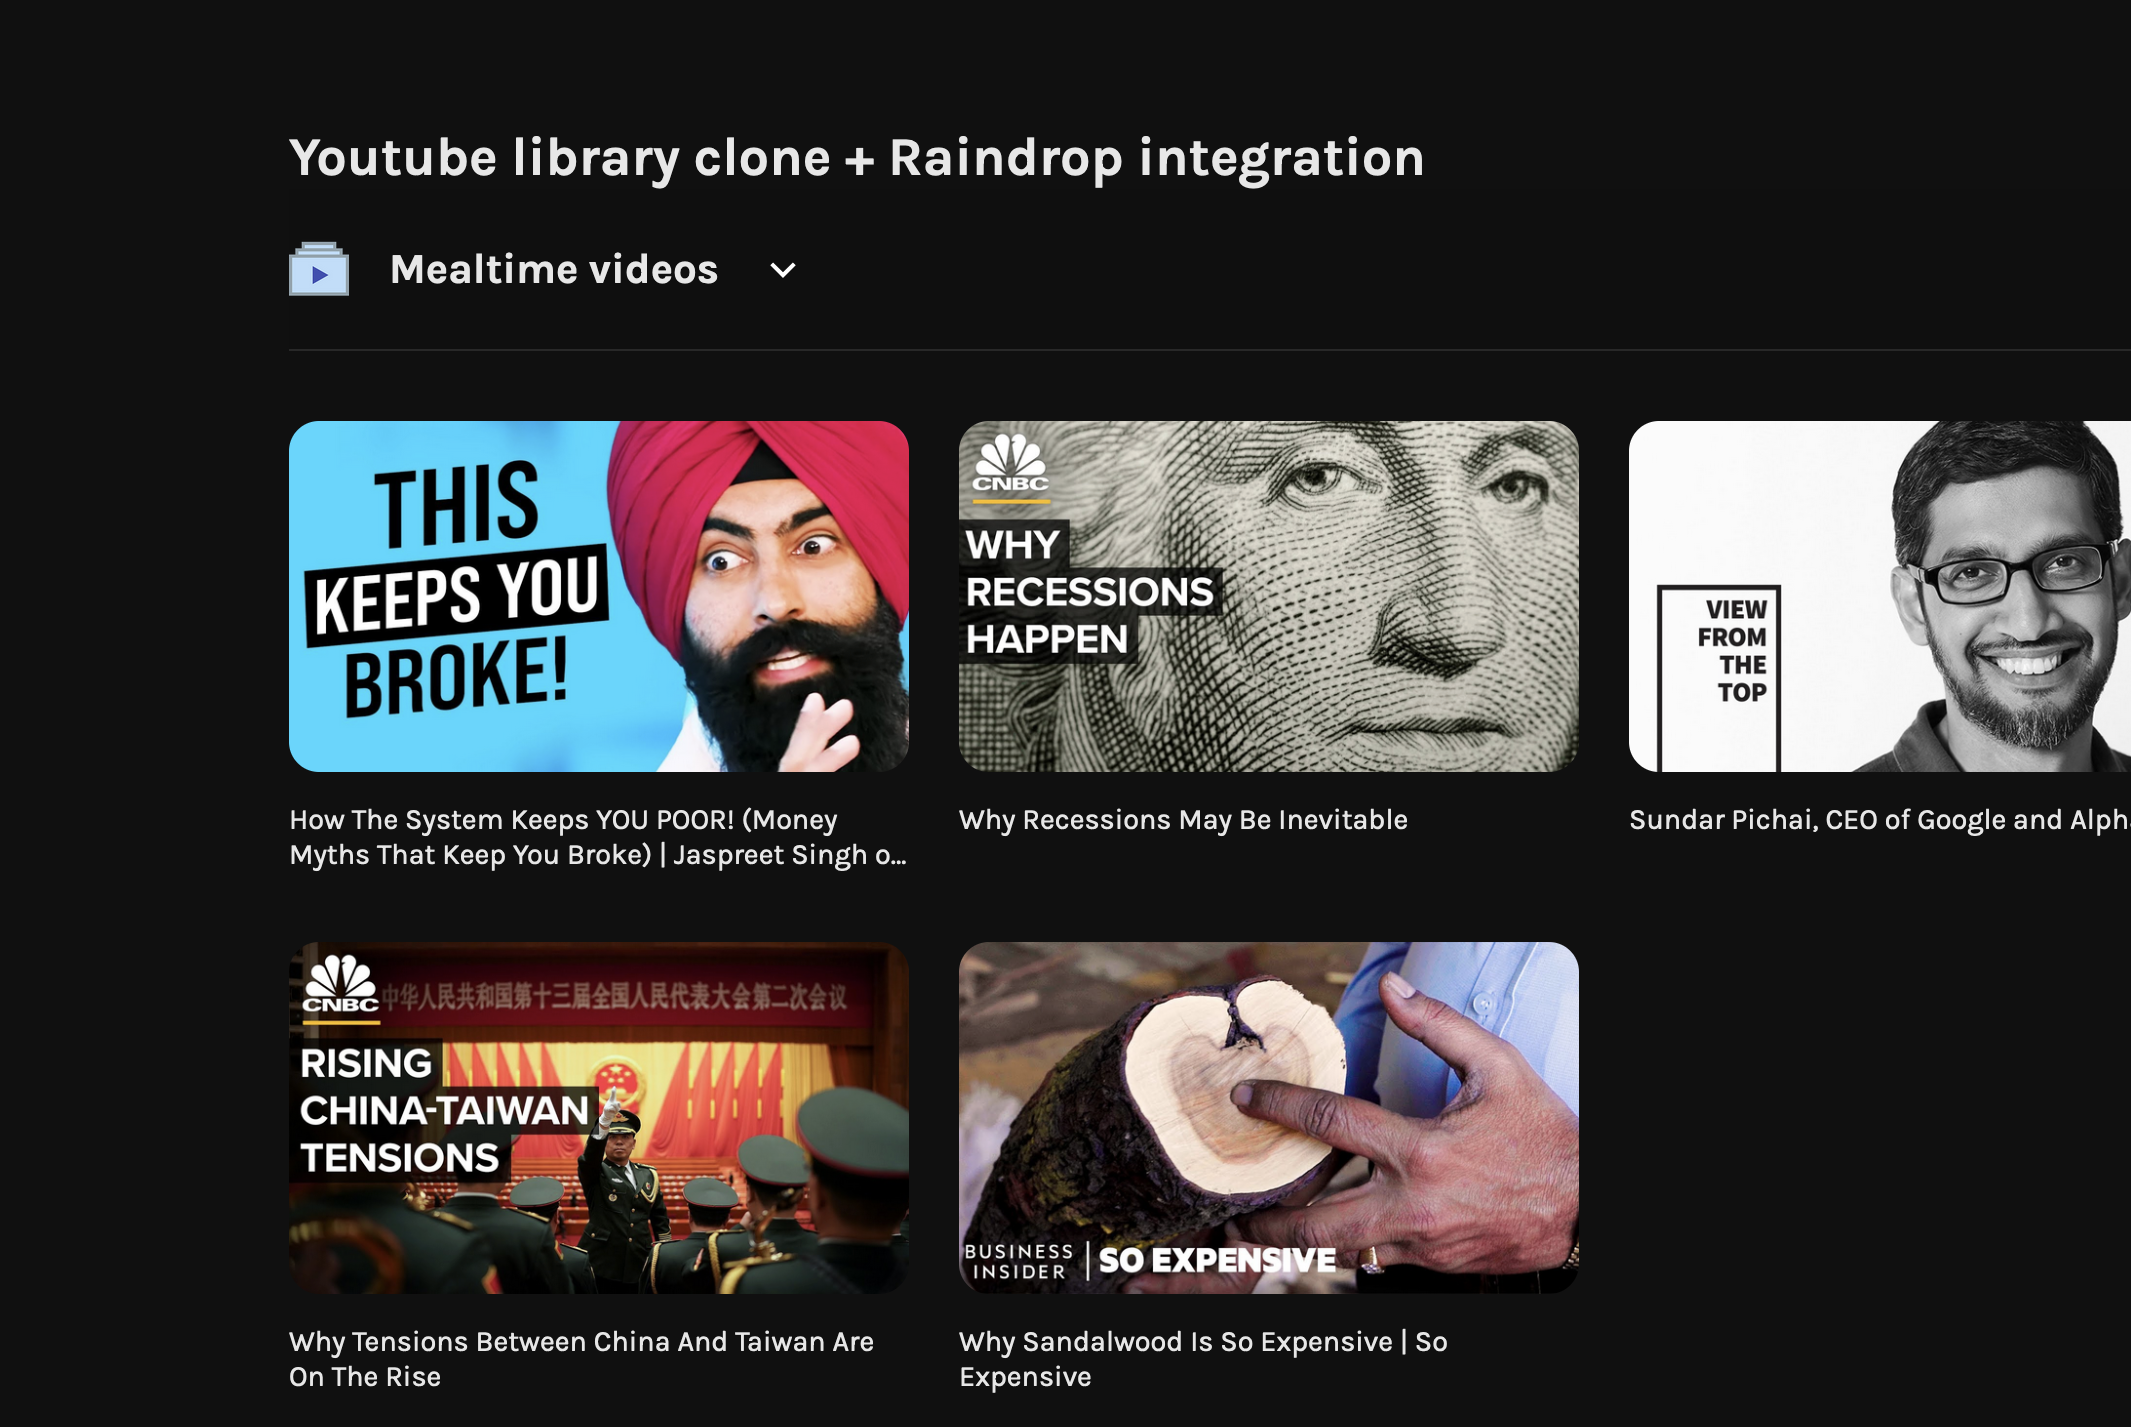 Youtube library clone + Raindrop integration
Mealtime videos
THIS
KEEPS YOU
BROKE!
CNBC
WHY
RECESSIONS
HAPPEN
VIEW
FROM
THE
TOP
How The System Keeps YOU POOR! (Money
Myths That Keep You Broke) | Jaspreet Singh o...
Why Recessions May Be Inevitable
Sundar Pichai, CEO of Google and Alph
CNBC
中华人民共和国第十三届全国人民代表大会第二次会议
RISING
CHINA-TAIWAN
TENSIONS
BUSINESS
INSIDER
SO EXPENSIVE
Why Tensions Between China And Taiwan Are
On The Rise
Why Sandalwood Is So Expensive | So
Expensive